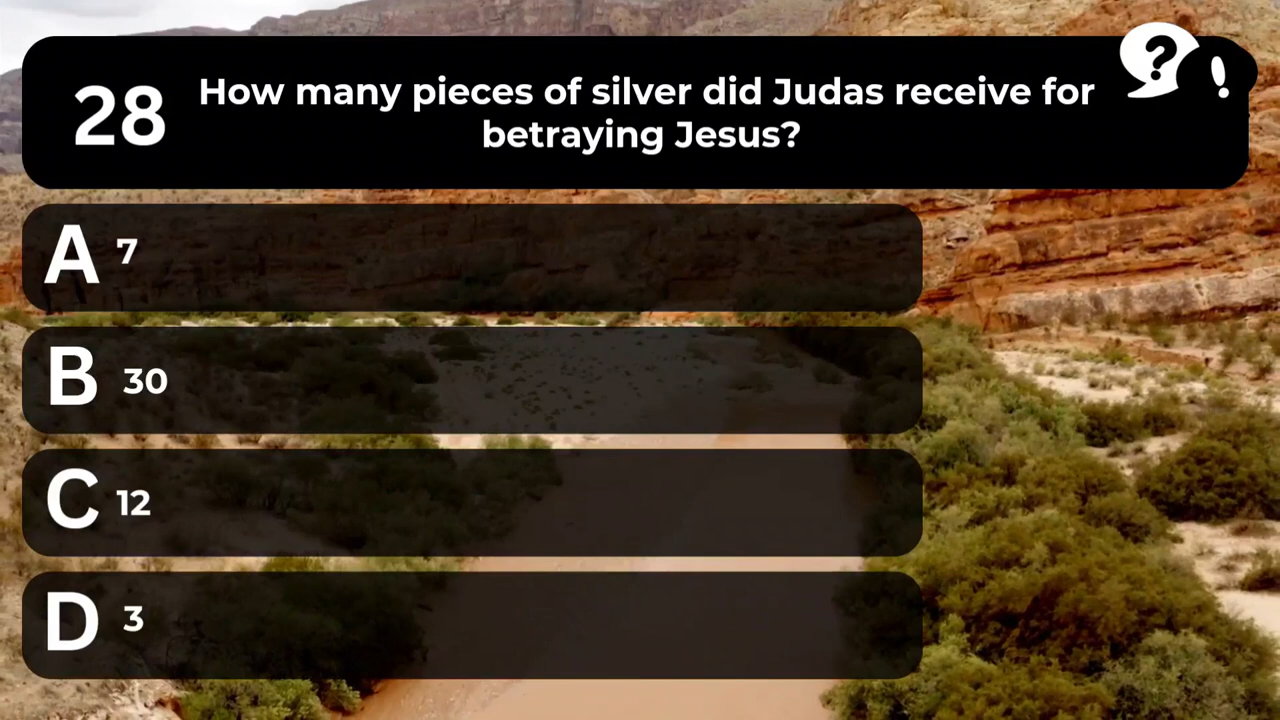 28
How many pieces of silver did Judas receive for
betraying Jesus?
A 7
B 30
C 12
D 3